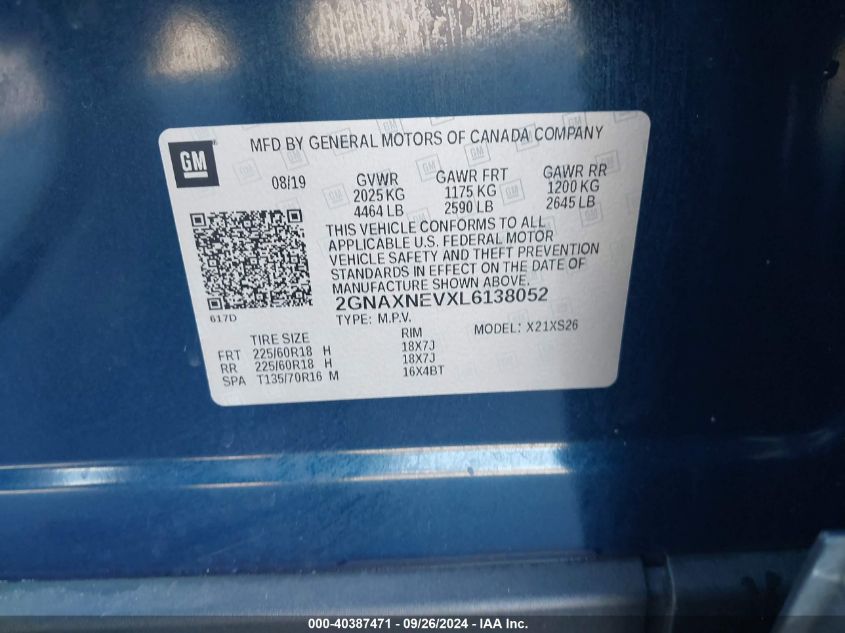 MFD BY GENERAL MOTORS OF CANADA COMPANY
GM
08/19 GVWR GAWR FRT GAWR RR
2025 KG 1175 KG 1200 KG
4464 LB 2590 LB 2645 LB
THIS VEHICLE CONFORMS TO ALL
APPLICABLE U.S. FEDERAL MOTOR
VEHICLE SAFETY AND THEFT PREVENTION
STANDARDS IN EFFECT ON THE DATE OF
MANUFACTURE SHOWN ABOVE.
2GNAXNEVXL6138052
617D
TYPE: M.P.V. MODEL: X21XS26
TIRE SIZE RIM
FRT 225/60R18 H 18X7J
RR 225/60R18 H 18X7J
SPA T135/70R16 M 16X4BT
000-40387471 - 09/26/2024 - IAA Inc.